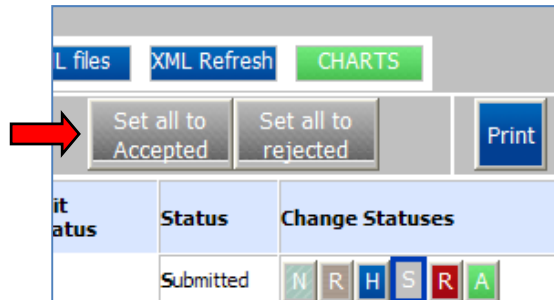 L files XML Refresh CHARTS
Set all to Set all to Print
Accepted rejected
it
atus Status Change Statuses
Submitted N R H S R A